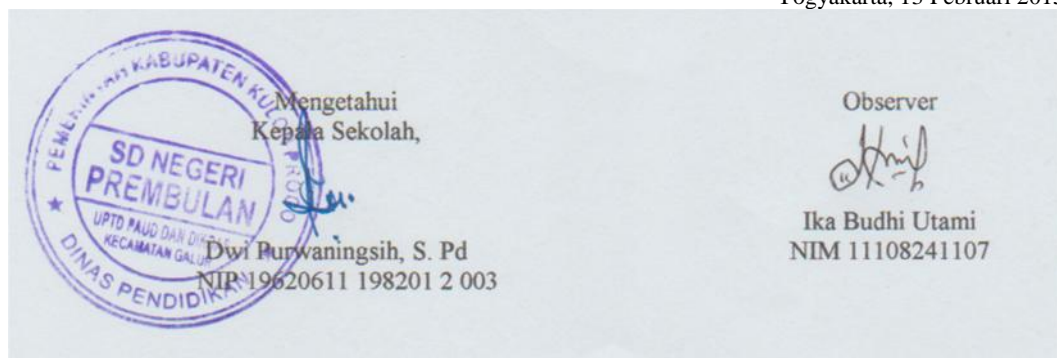 Yogyakarta, 13 Februari 2015
Mengetahui
Kepala Sekolah,
Dwi Purwaningsih, S. Pd
NIP 19620611 198201 2 003
Observer
Ika Budhi Utami
NIM 11108241107
PEMERINTAH KABUPATEN KULON PROGO
SD NEGERI
PREMBULAN
UPTD PAUD DAN DIKDAS
KECAMATAN GALUR
DINAS PENDIDIKAN